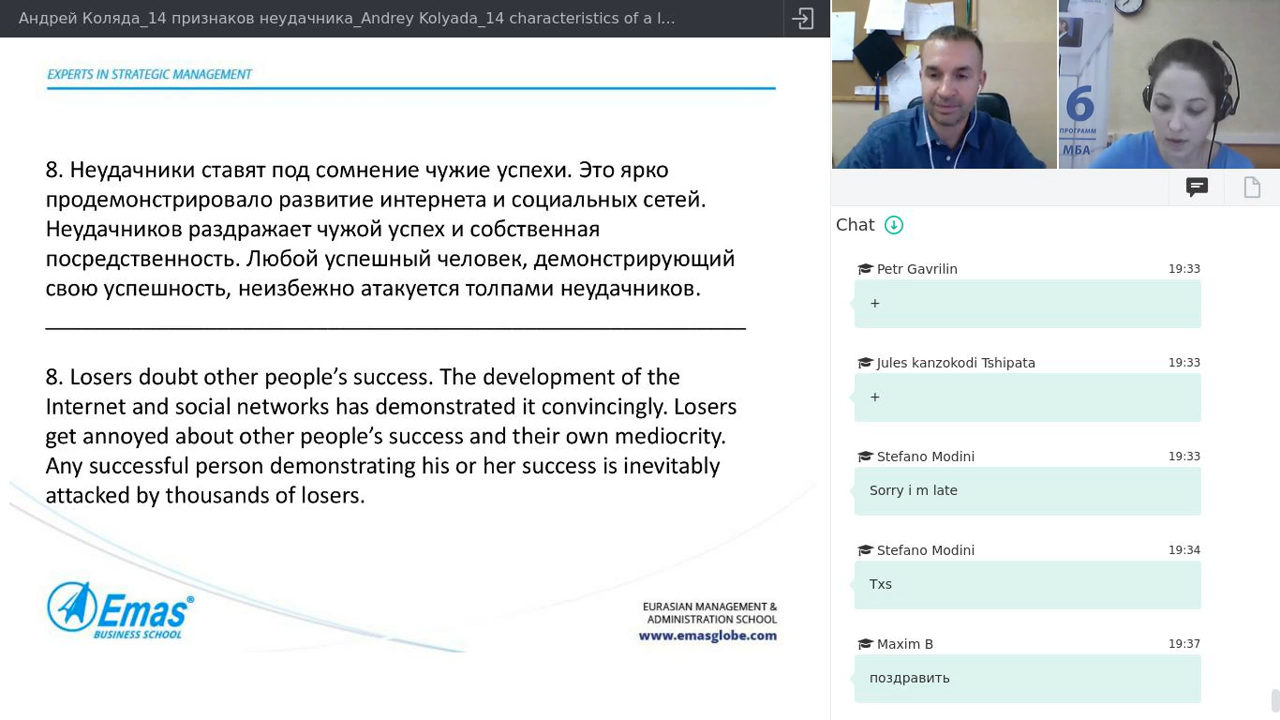 Андрей Коляда_14 признаков неудачника_Andrey Kolyada_14 characteristics of a l...
EXPERTS IN STRATEGIC MANAGEMENT
8. Неудачники ставят под сомнение чужие успехи. Это ярко
продемонстрировало развитие интернета и социальных сетей.
Неудачников раздражает чужой успех и собственная
посредственность. Любой успешный человек, демонстрирующий
свою успешность, неизбежно атакуется толпами неудачников.
8. Losers doubt other people’s success. The development of the
Internet and social networks has demonstrated it convincingly. Losers
get annoyed about other people’s success and their own mediocrity.
Any successful person demonstrating his or her success is inevitably
attacked by thousands of losers.
Emas®
BUSINESS SCHOOL
EURASIAN MANAGEMENT &
ADMINISTRATION SCHOOL
www.emasglobe.com
6
ПРОГРАММ
МБА
Chat
Petr Gavrilin 19:33
+
Jules kanzokodi Tshipata 19:33
+
Stefano Modini 19:33
Sorry i m late
Stefano Modini 19:34
Txs
Maxim B 19:37
поздравить